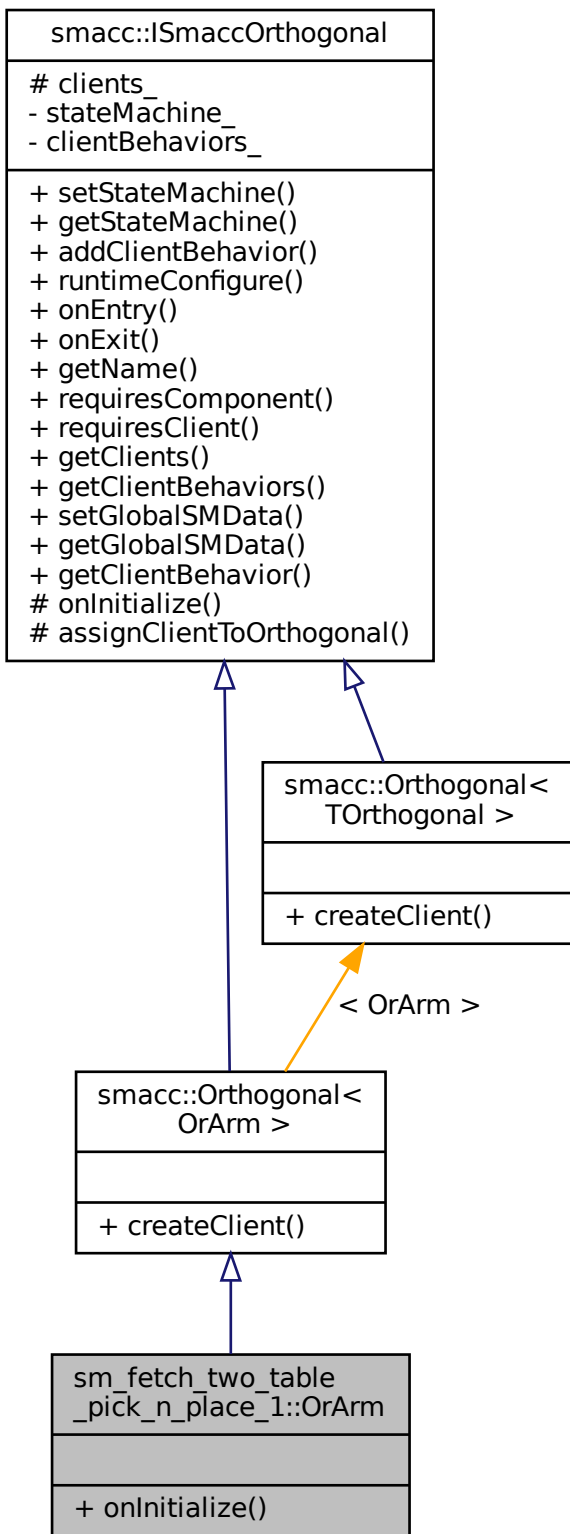 smacc::ISmaccOrthogonal
# clients_
- stateMachine_
- clientBehaviors_
+ setStateMachine()
+ getStateMachine()
+ addClientBehavior()
+ runtimeConfigure()
+ onEntry()
+ onExit()
+ getName()
+ requiresComponent()
+ requiresClient()
+ getClients()
+ getClientBehaviors()
+ setGlobalSMData()
+ getGlobalSMData()
+ getClientBehavior()
# onInitialize()
# assignClientToOrthogonal()
smacc::Orthogonal<
TOrthogonal >
+ createClient()
< OrArm >
smacc::Orthogonal<
OrArm >
+ createClient()
sm_fetch_two_table
_pick_n_place_1::OrArm
+ onInitialize()